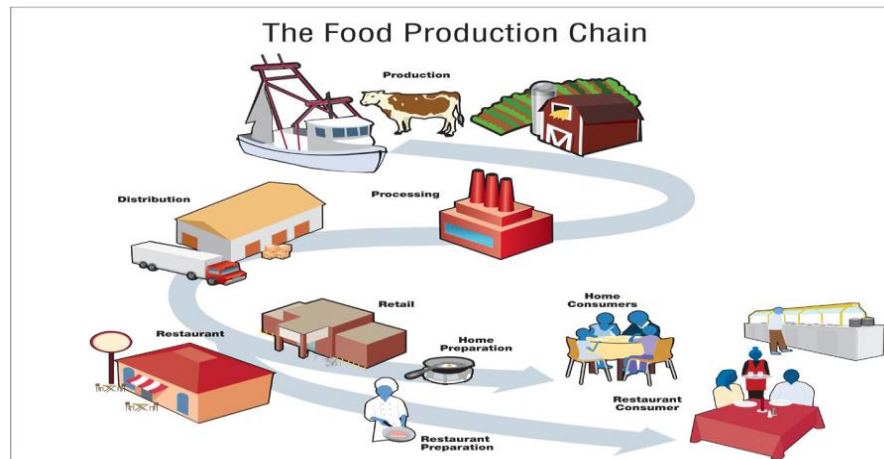 The Food Production Chain
Production
Processing
Distribution
Retail
Restaurant
Home
Preparation
Home
Consumers
Restaurant
Preparation
Restaurant
Consumer